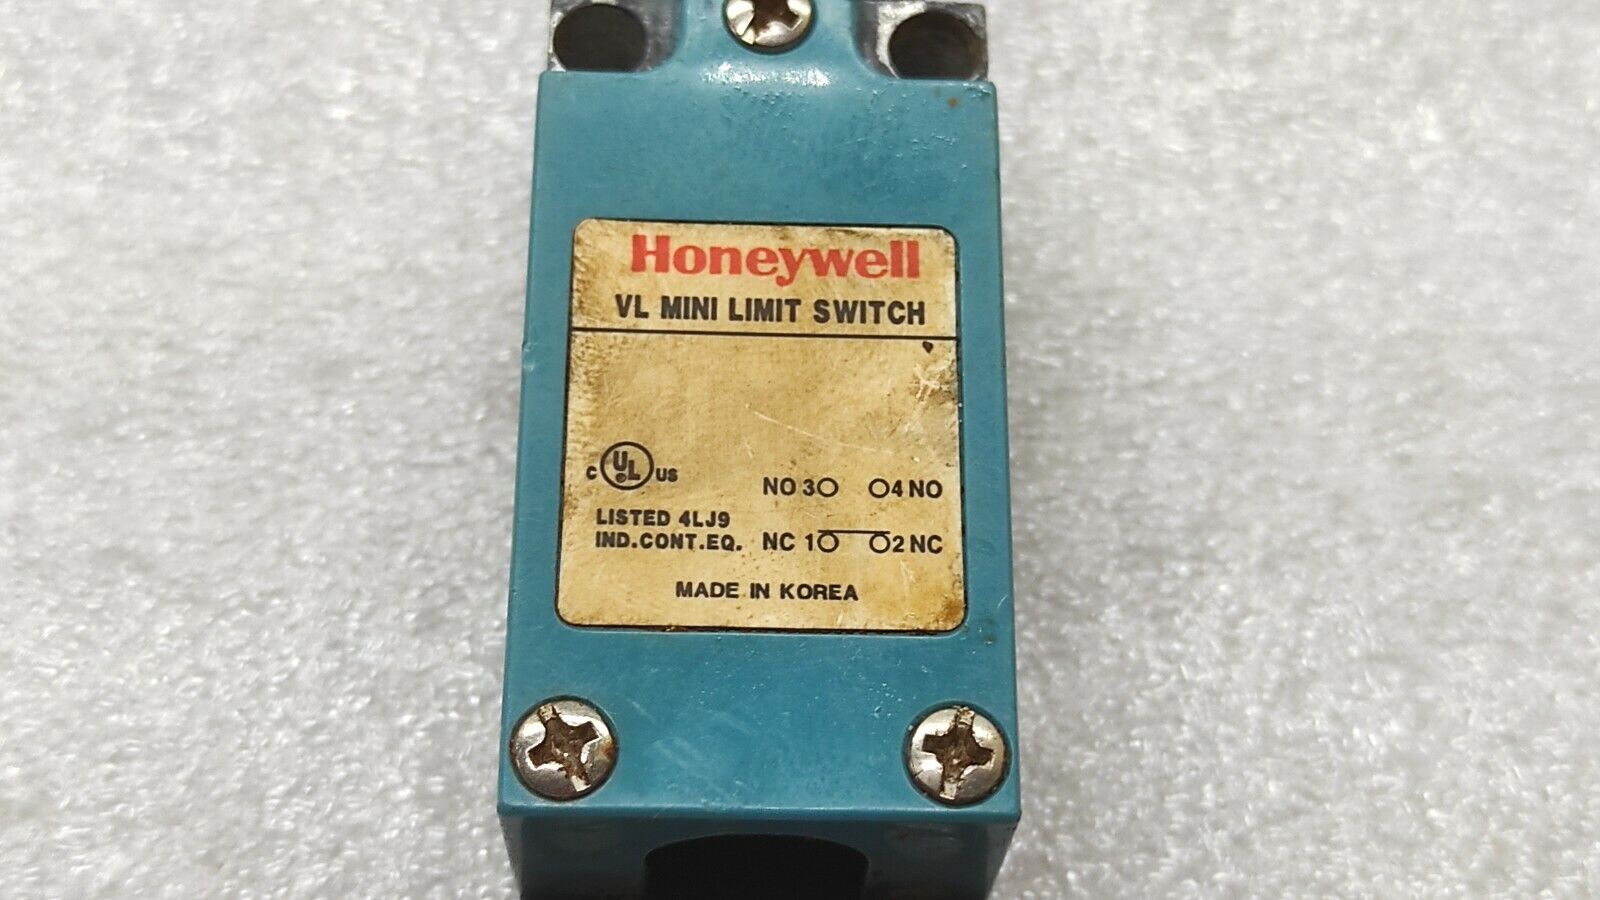 Honeywell
VL MINI LIMIT SWITCH
C UL US
NO 3 4 NO
LISTED 4LJ9
IND.CONT.EQ. NC 1 2 NC
MADE IN KOREA